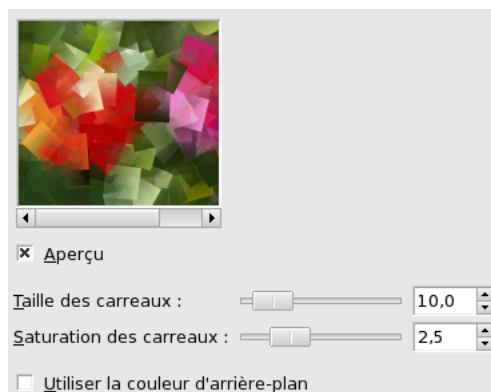 Aperçu
Taille des carreaux : 10,0
Saturation des carreaux : 2,5
Utiliser la couleur d'arrière-plan